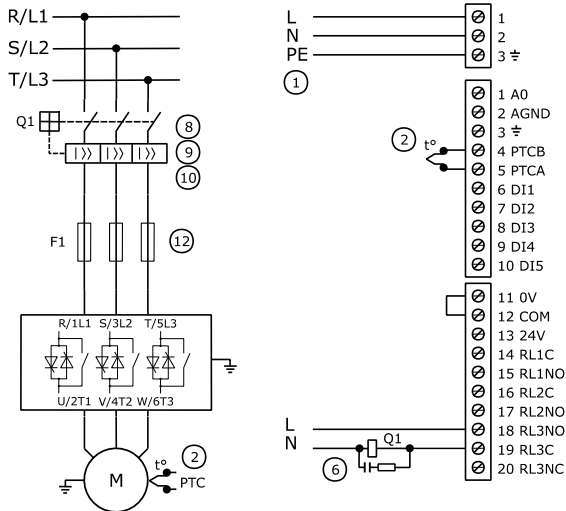 R/L1
S/L2
T/L3
Q1
8
I>>
I>>
I>>
9
10
F1
12
R/1L1 S/3L2 T/5L3
U/2T1 V/4T2 W/6T3
M
t°
2
PTC
L
N
PE
1
1
2
3
1 A0
2 AGND
3
2
t°
4 PTCB
5 PTCA
6 DI1
7 DI2
8 DI3
9 DI4
10 DI5
11 0V
12 COM
13 24V
14 RL1C
15 RL1NO
16 RL2C
17 RL2NO
L
18 RL3NO
N
Q1
19 RL3C
6
20 RL3NC